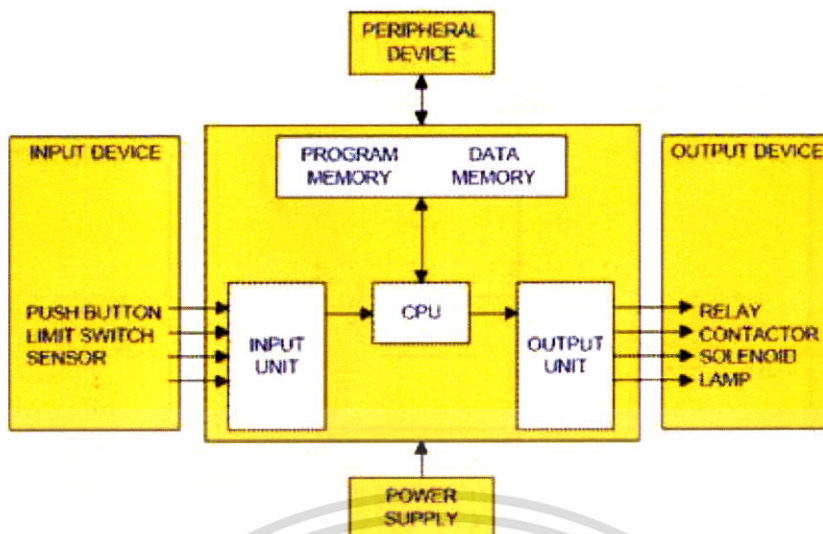 PERIPHERAL
DEVICE
INPUT DEVICE
PROGRAM
MEMORY
DATA
MEMORY
OUTPUT DEVICE
PUSH BUTTON
LIMIT SWITCH
SENSOR
INPUT
UNIT
CPU
OUTPUT
UNIT
RELAY
CONTACTOR
SOLENOID
LAMP
POWER
SUPPLY